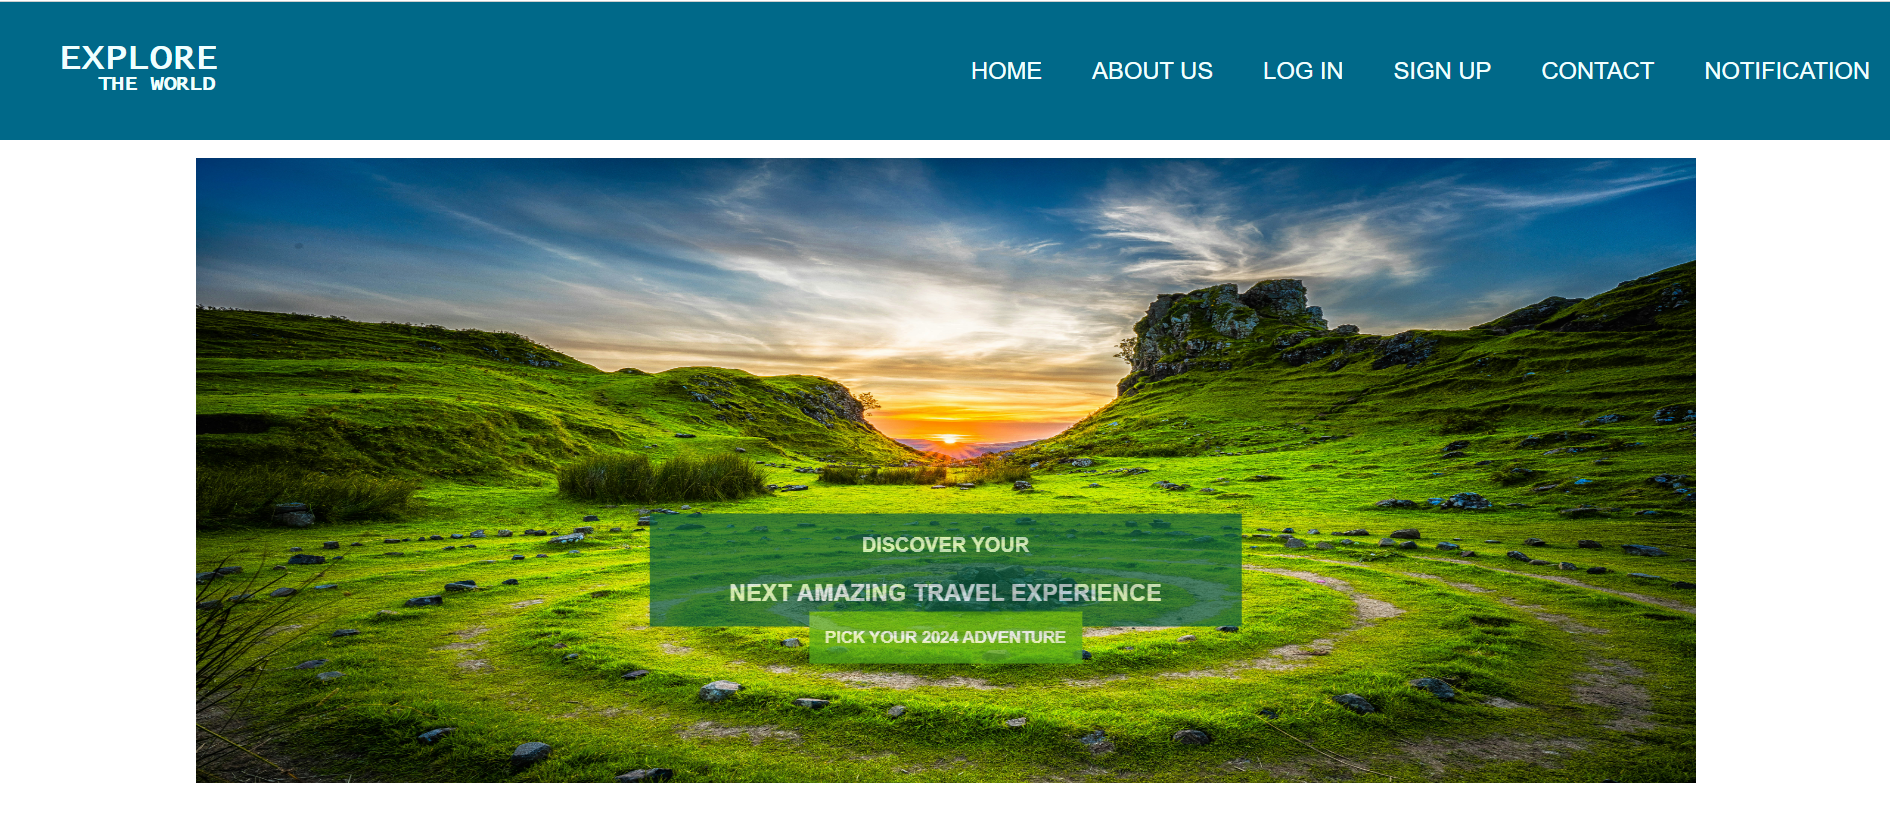 EXPLORE
THE WORLD
HOME ABOUT US LOG IN SIGN UP CONTACT NOTIFICATION
DISCOVER YOUR
NEXT AMAZING TRAVEL EXPERIENCE
PICK YOUR 2024 ADVENTURE